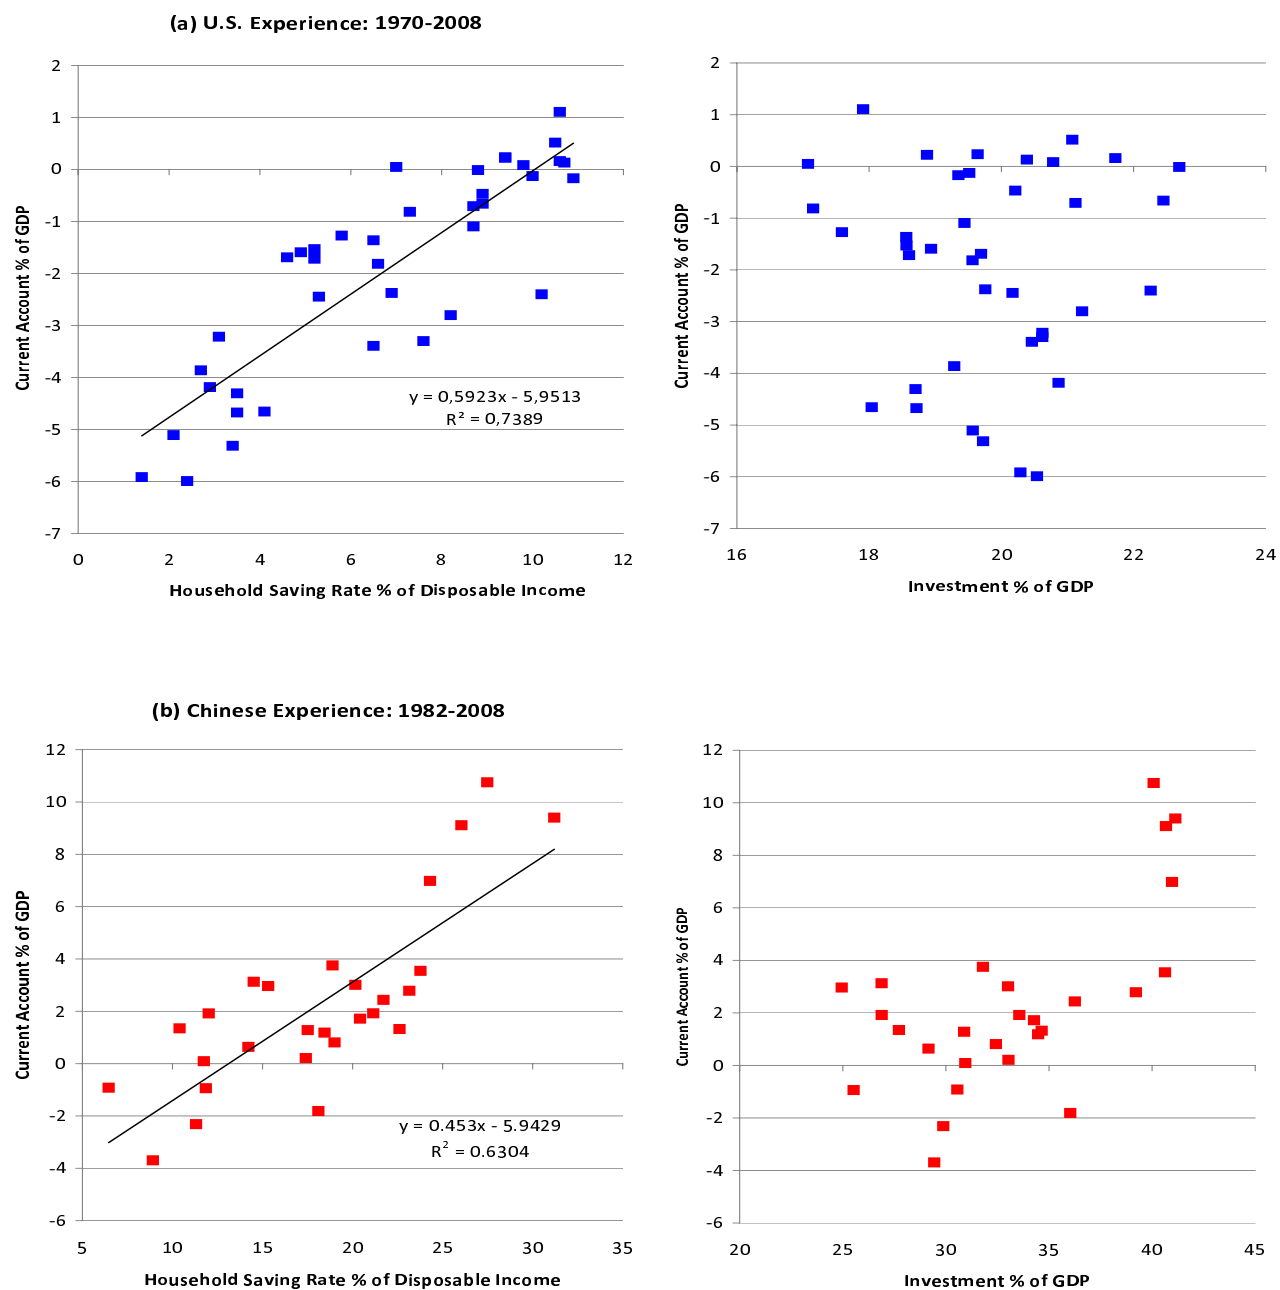 (a) U.S. Experience: 1970-2008
2
1
0
-1
-2
-3
-4
-5
-6
-7
Current Account % of GDP
y = 0,5923x - 5,9513
R² = 0,7389
0 2 4 6 8 10 12
Household Saving Rate % of Disposable Income
2
1
0
-1
-2
-3
-4
-5
-6
-7
Current Account % of GDP
16 18 20 22 24
Investment % of GDP
(b) Chinese Experience: 1982-2008
12
10
8
6
4
2
0
-2
-4
-6
Current Account % of GDP
y = 0.453x - 5.9429
R² = 0.6304
5 10 15 20 25 30 35
Household Saving Rate % of Disposable Income
12
10
8
6
4
2
0
-2
-4
-6
Current Account % of GDP
20 25 30 35 40 45
Investment % of GDP